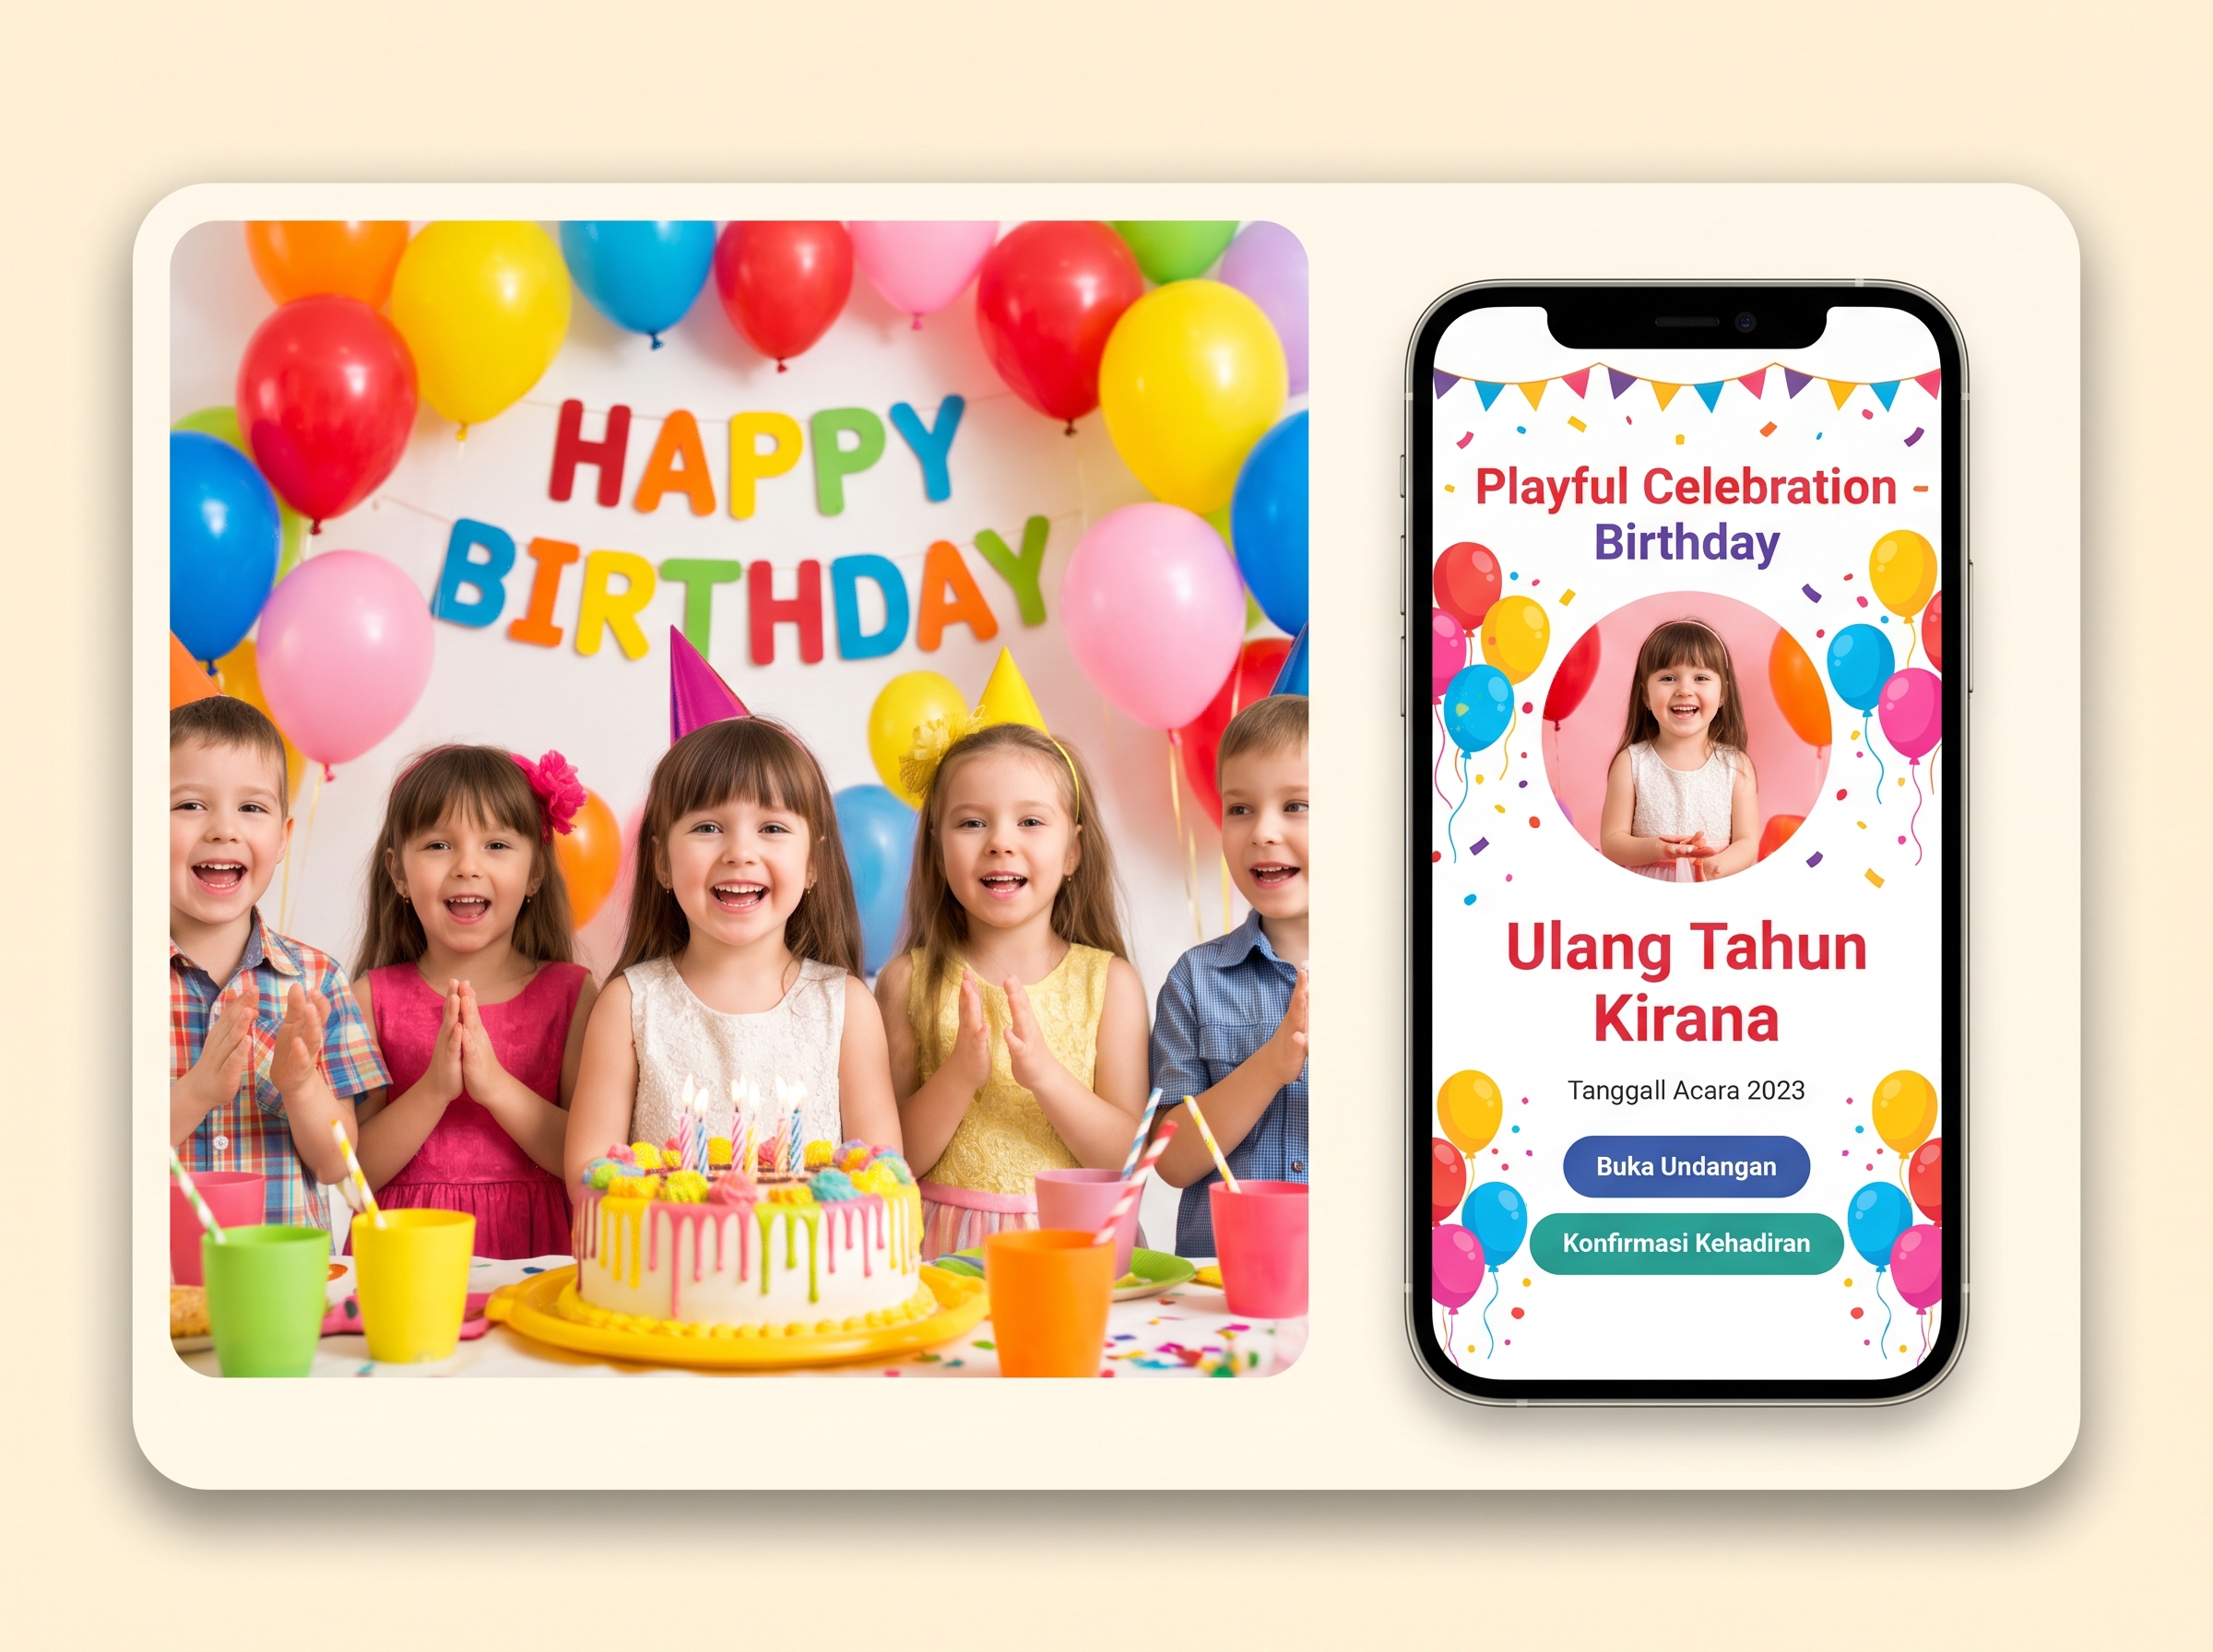 HAPPY
BIRTHDAY
Playful Celebration
Birthday
Ulang Tahun
Kirana
Tanggall Acara 2023
Buka Undangan
Konfirmasi Kehadiran